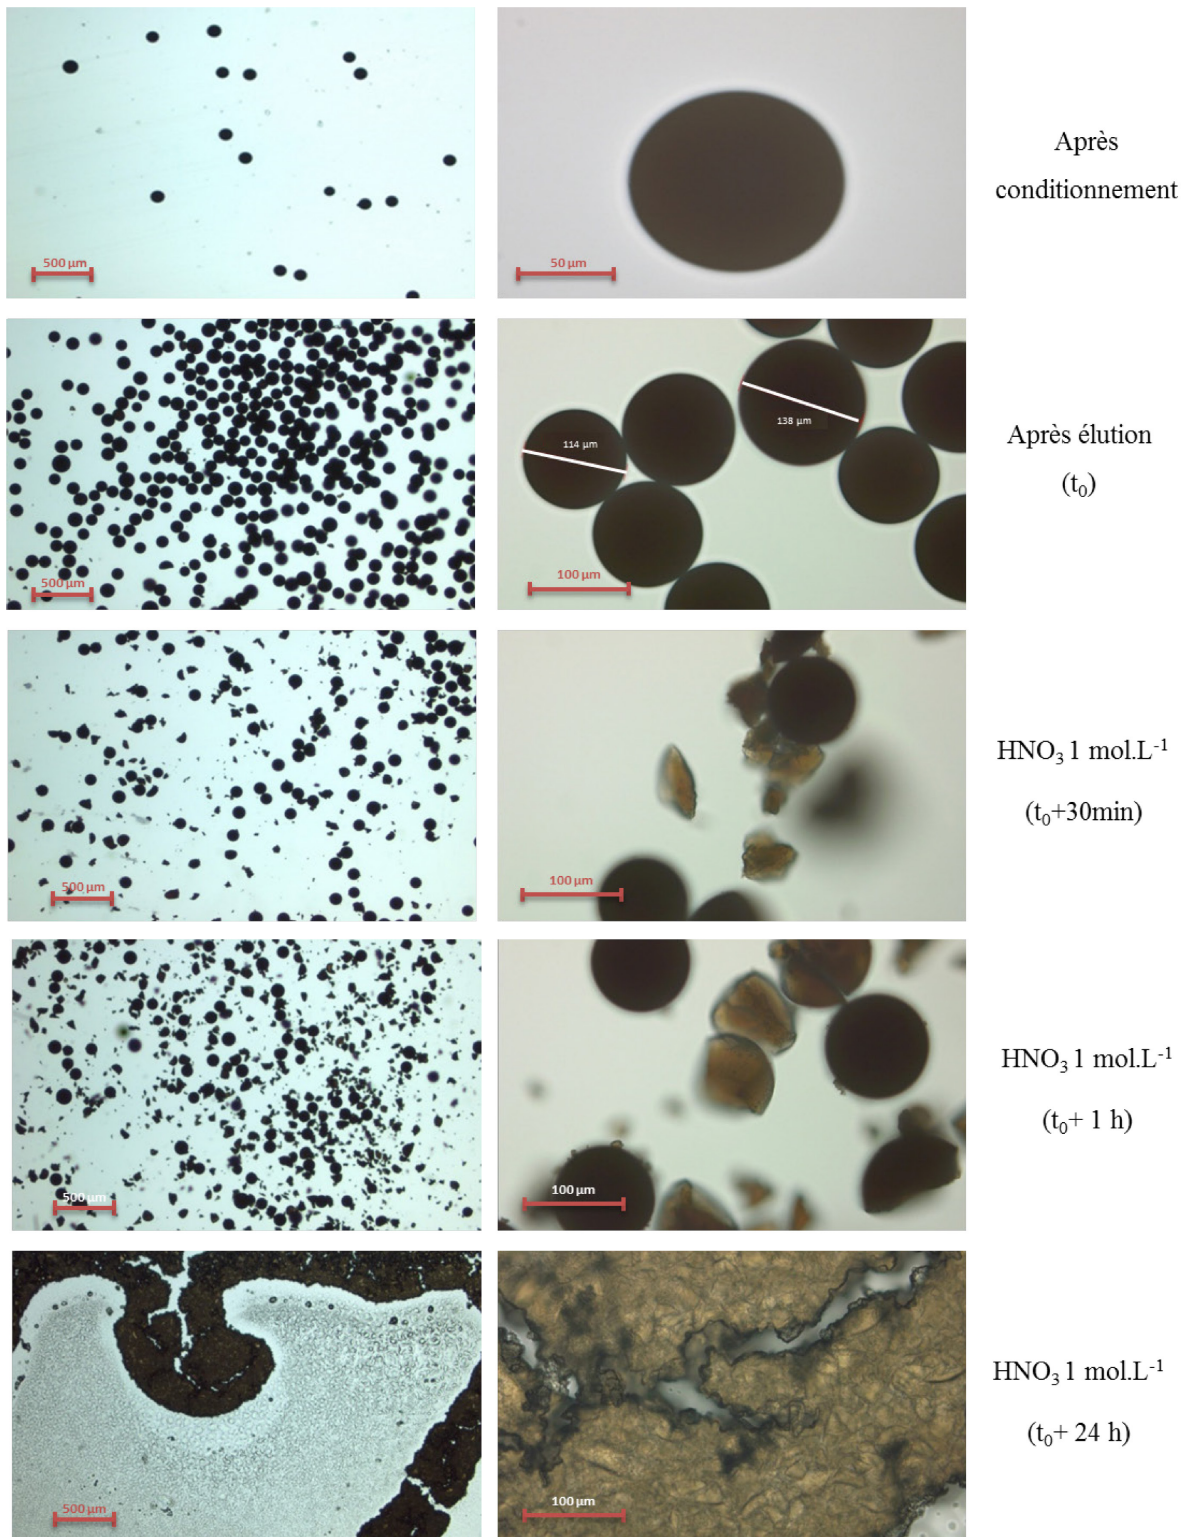 500 µm
50 µm
Après
conditionnement
114 µm
138 µm
500 µm
100 µm
Après élution
(t₀)
500 µm
100 µm
HNO₃ 1 mol.L⁻¹
(t₀+30min)
500 µm
100 µm
HNO₃ 1 mol.L⁻¹
(t₀+ 1 h)
500 µm
100 µm
HNO₃ 1 mol.L⁻¹
(t₀+ 24 h)